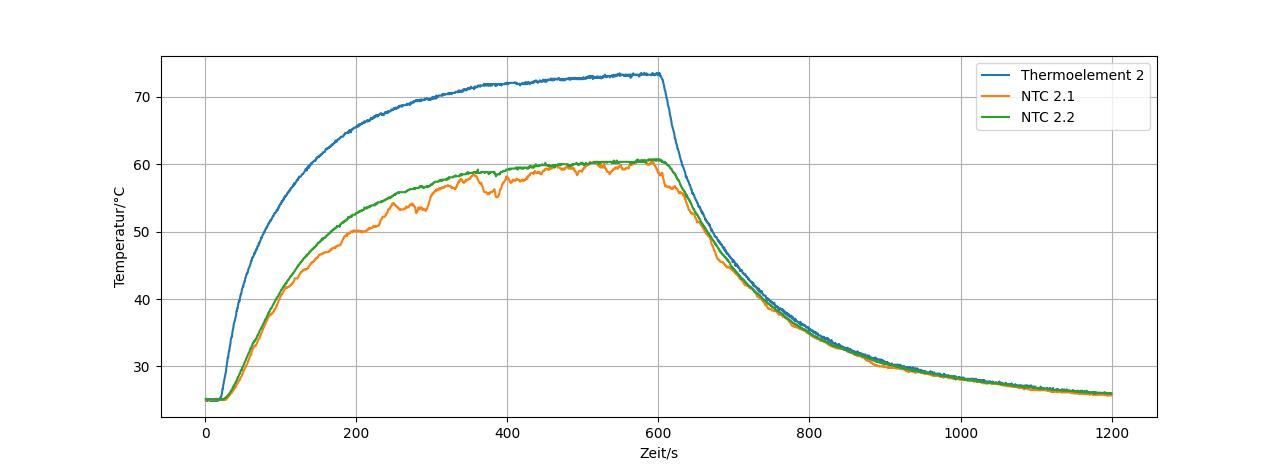 Thermoelement 2
NTC 2.1
NTC 2.2
Temperatur/°C
70
60
50
40
30
0 200 400 600 800 1000 1200
Zeit/s